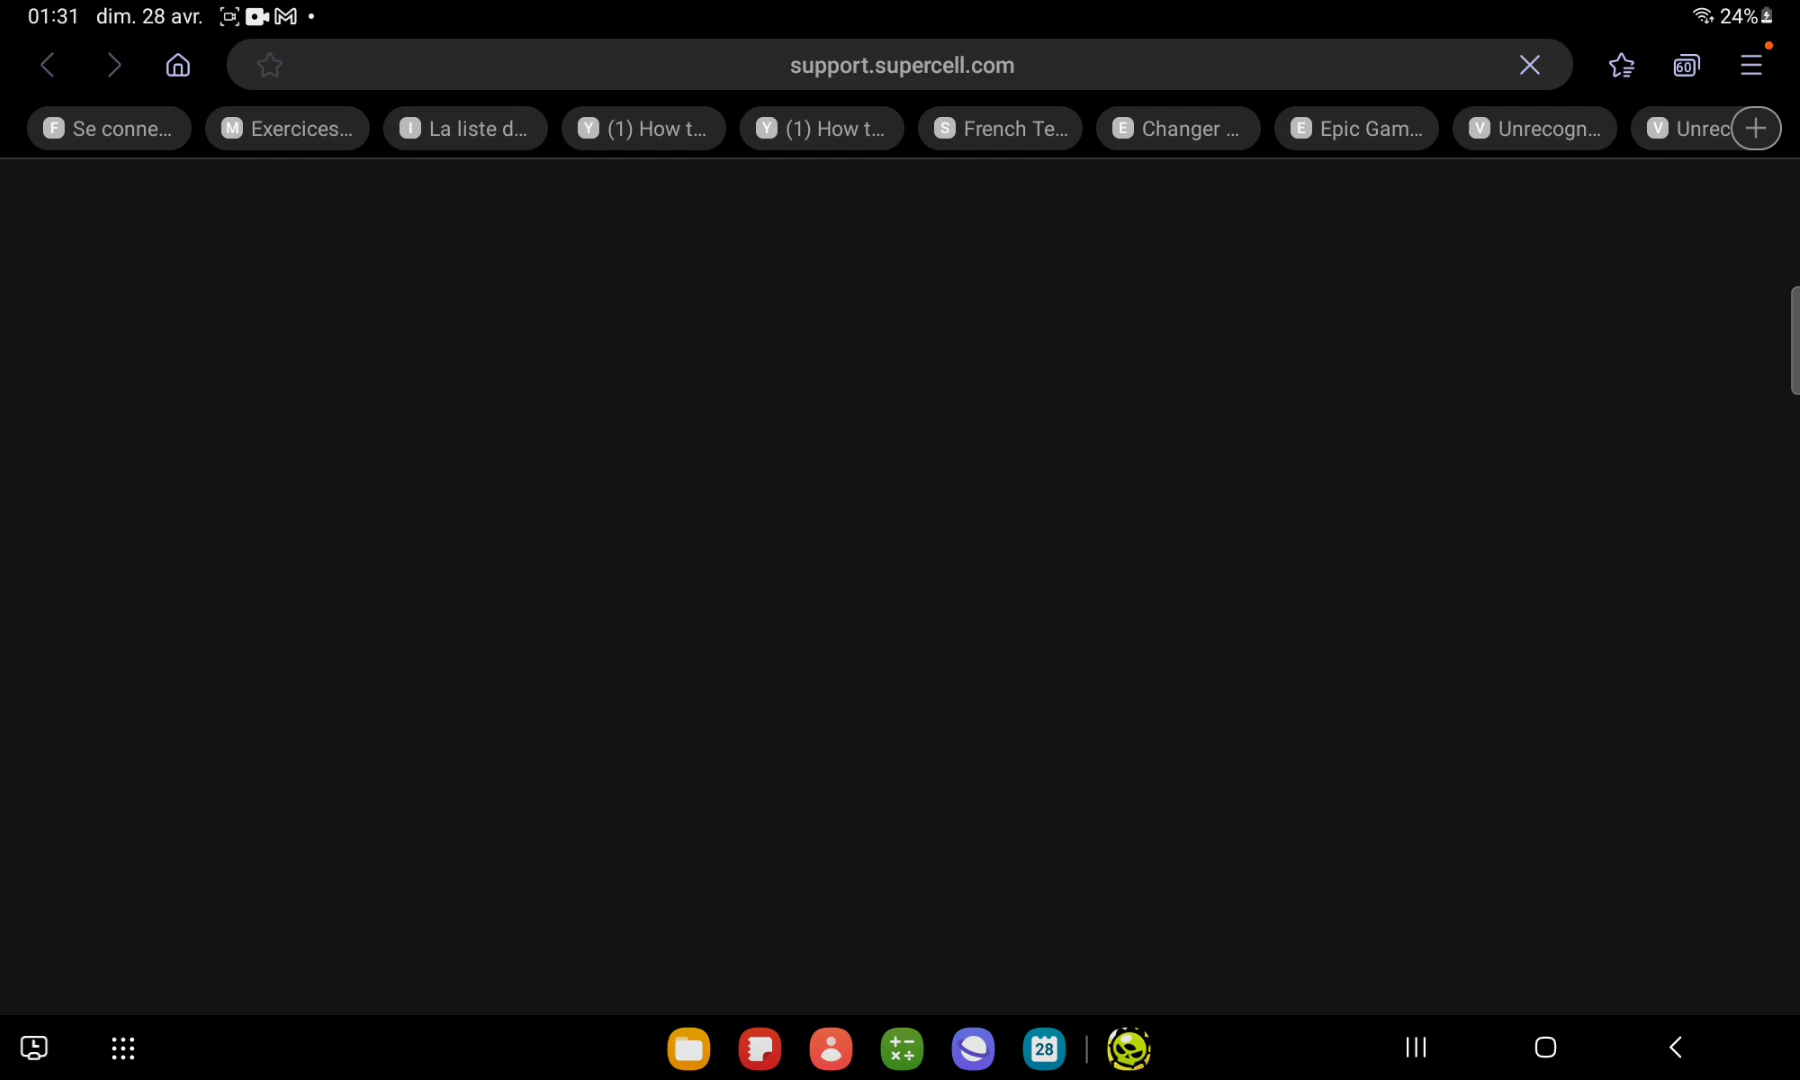 01:31 dim. 28 avr. 24%
support.supercell.com 60
F Se conne... M Exercices... I La liste d... Y (1) How t... Y (1) How t... S French Te... E Changer ... E Epic Gam... V Unrecogn... V Unrec
28